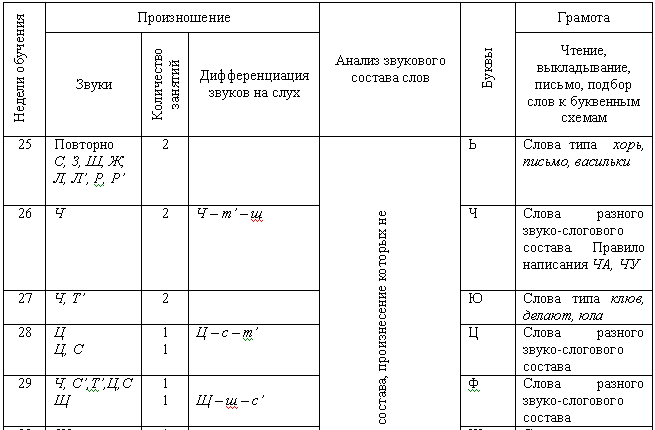 Недели обучения
Произношение
Анализ звукового
состава слов
Буквы
Грамота
Звуки
Количество
занятий
Дифференциация
звуков на слух
Чтение,
выкладывание,
письмо, подбор
слов к буквенным
схемам
25
Повторно
С, З, Щ, Ж,
Л, Л’, Р, Р’
2
Ь
Слова типа хорь,
письмо, васильки
26
Ч
2
Ч – т’ – щ
Ч
Слова разного
звуко-слогового
состава. Правило
написания ЧА, ЧУ
27
Ч, Т’
2
Ю
Слова типа клюв,
делают, юла
28
Ц
Ц, С
1
1
Ц – с – т’
Ц
Слова разного
звуко-слогового
состава
29
Ч, С’,Т’,Ц,С
Щ
1
1
Щ – ш – с’
Ф
Слова разного
звуко-слогового
состава
состава, произнесение которых не